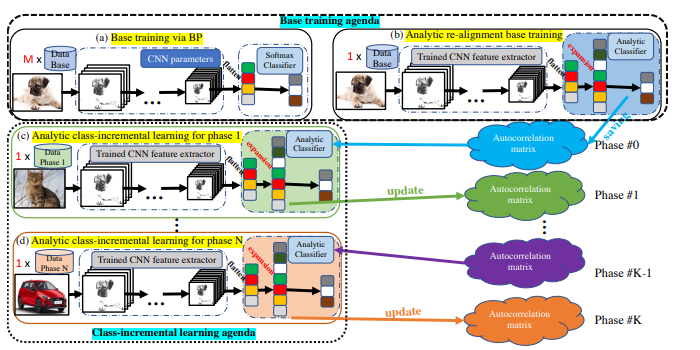 Base training agenda
(a) Base training via BP
M x
Data
Base
CNN parameters
flatten
Softmax
Classifier
(b) Analytic re-alignment base training
1 x
Data
Base
Trained CNN feature extractor
flatten
expansion
Analytic
Classifier
saving
(c) Analytic class-incremental learning for phase 1
1 x
Data
Phase 1
Trained CNN feature extractor
flatten
expansion
Analytic
Classifier
Autocorrelation
matrix
Phase #0
update
Autocorrelation
matrix
Phase #1
(d) Analytic class-incremental learning for phase N
1 x
Data
Phase N
Trained CNN feature extractor
flatten
expansion
Analytic
Classifier
Autocorrelation
matrix
Phase #K-1
update
Autocorrelation
matrix
Phase #K
Class-incremental learning agenda